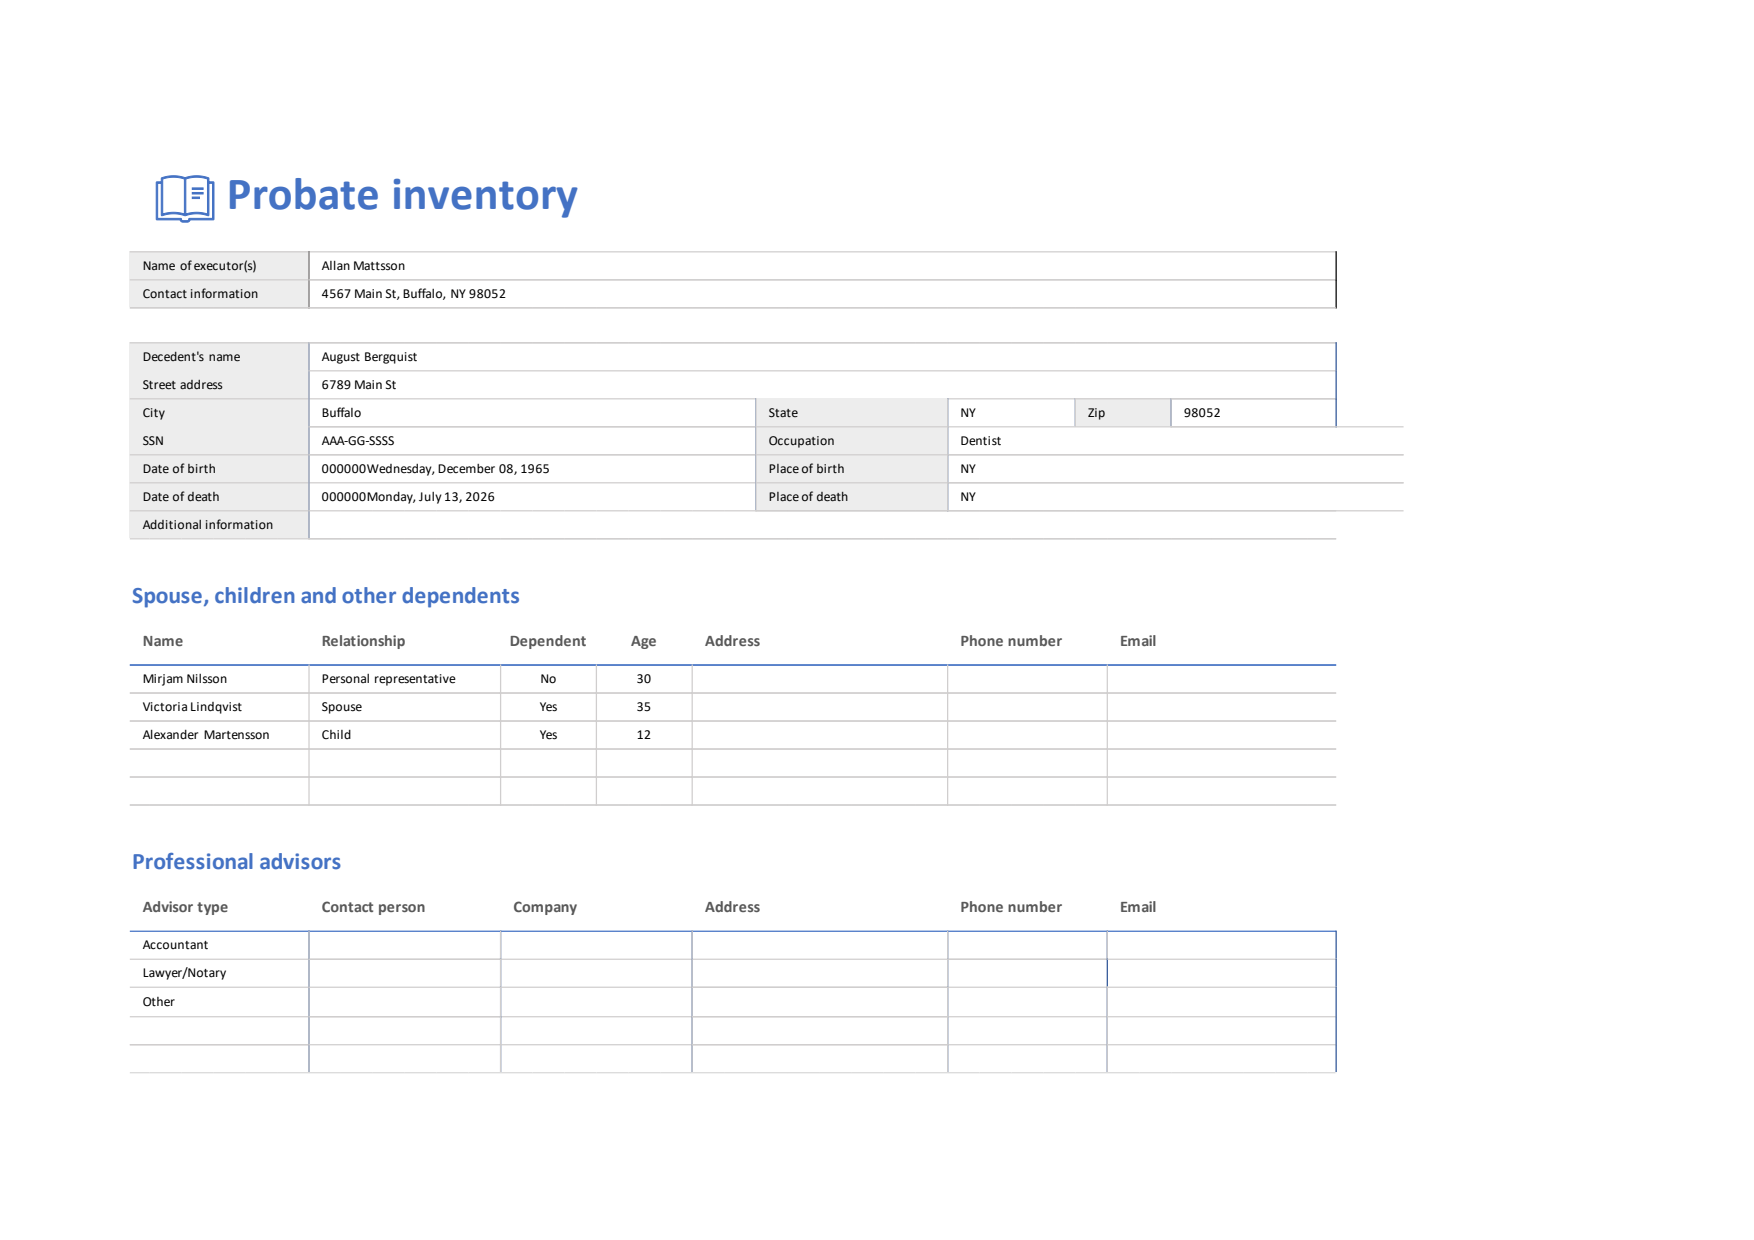 Probate inventory
Name of executor(s) Allan Mattsson
Contact information 4567 Main St, Buffalo, NY 98052
Decedent's name August Bergquist
Street address 6789 Main St
City Buffalo State NY Zip 98052
SSN AAA-GG-SSSS Occupation Dentist
Date of birth 000000Wednesday, December 08, 1965 Place of birth NY
Date of death 000000Monday, July 13, 2026 Place of death NY
Additional information
Spouse, children and other dependents
Name Relationship Dependent Age Address Phone number Email
Mirjam Nilsson Personal representative No 30
Victoria Lindqvist Spouse Yes 35
Alexander Martensson Child Yes 12
Professional advisors
Advisor type Contact person Company Address Phone number Email
Accountant
Lawyer/Notary
Other